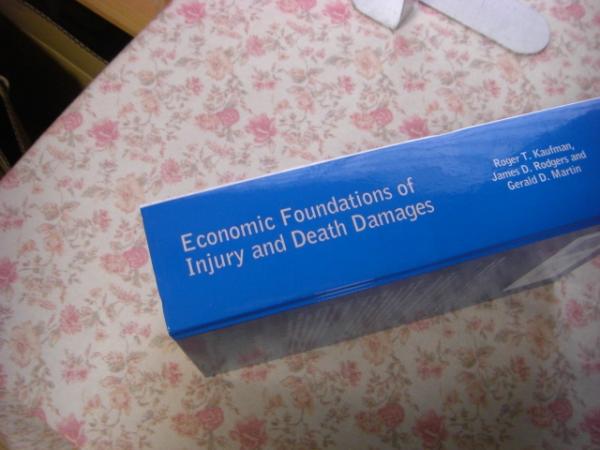 Economic Foundations of
Injury and Death Damages
Roger T. Kaufman,
James D. Rodgers and
Gerald D. Martin